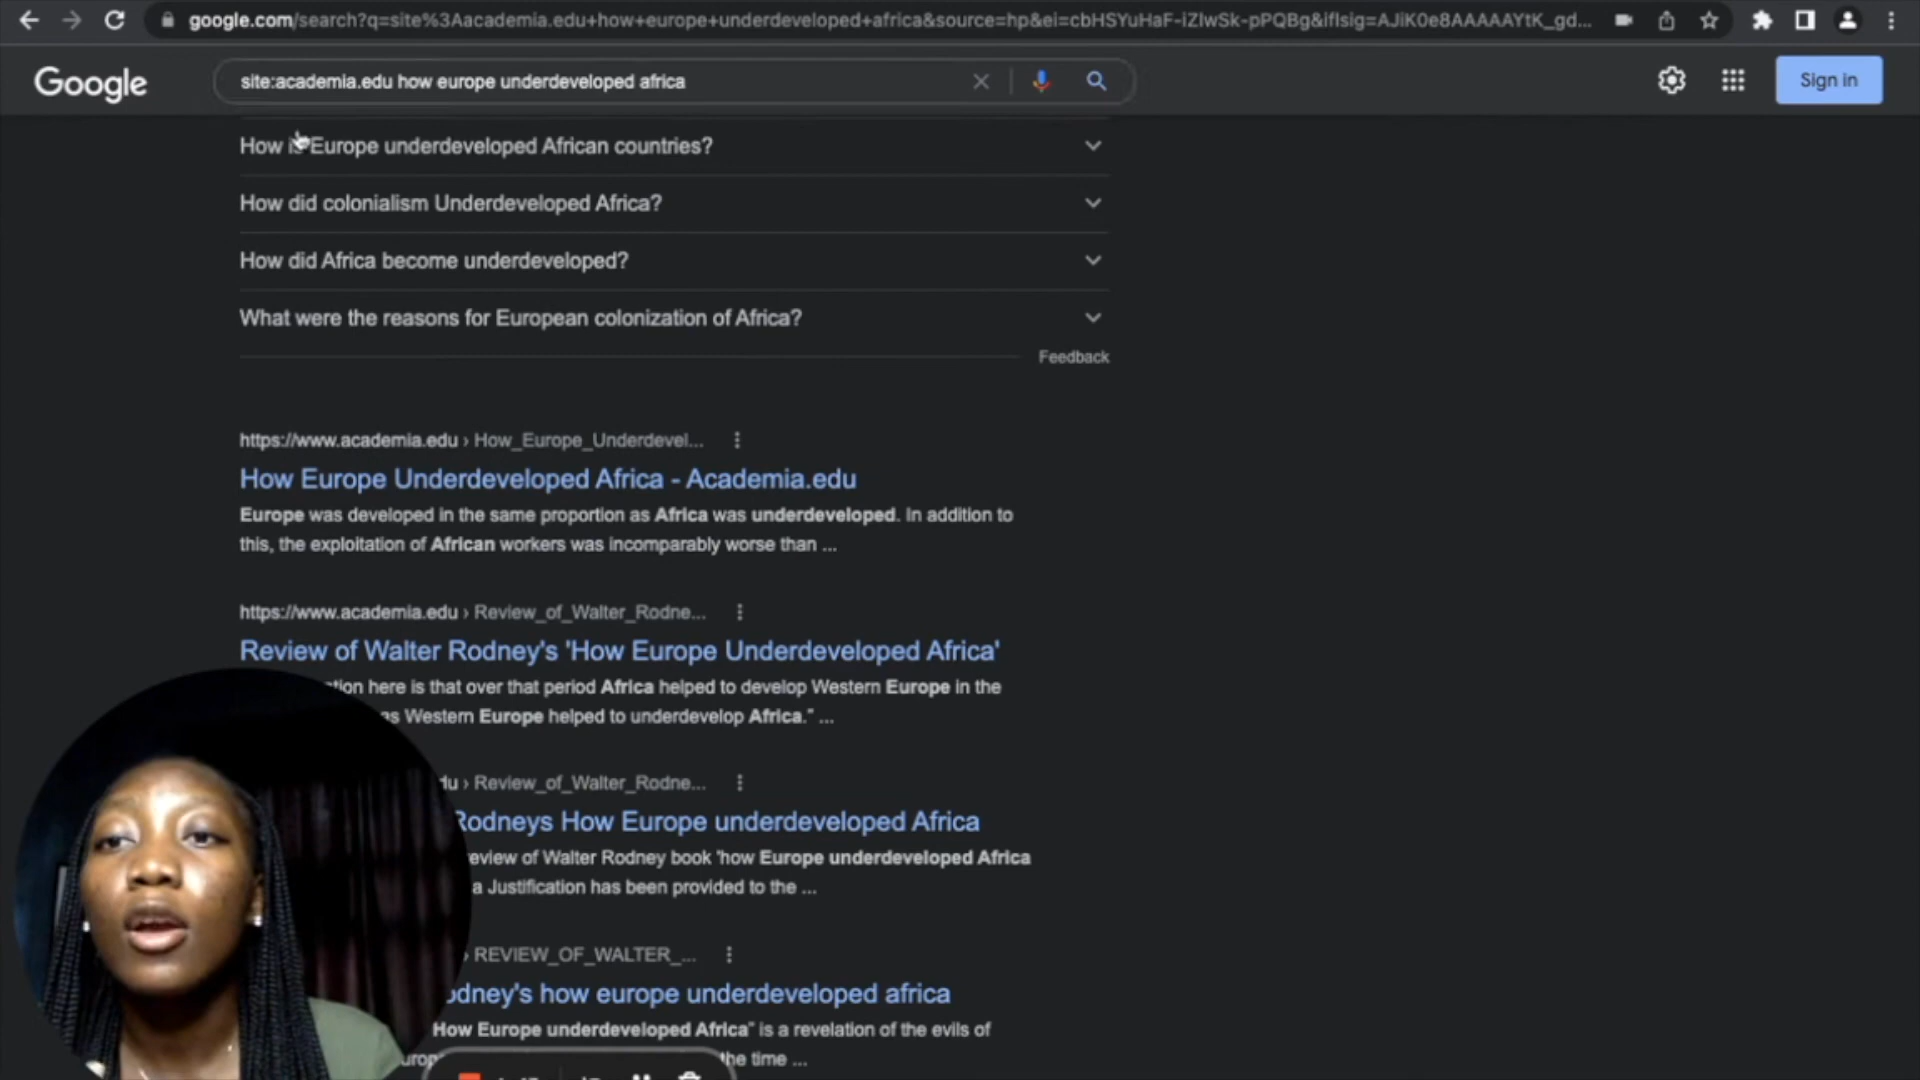 google.com/search?q=site%3Aacademia.edu+how+europe+underdeveloped+africa&source=hp&ei=cbHSYuHaF-iZlwSk-pPQBg&iflsig=AJiK0e8AAAAAYtK_gd...
Google
site:academia.edu how europe underdeveloped africa
Sign in
How is Europe underdeveloped African countries?
How did colonialism Underdeveloped Africa?
How did Africa become underdeveloped?
What were the reasons for European colonization of Africa?
Feedback
https://www.academia.edu › How_Europe_Underdevel...
How Europe Underdeveloped Africa - Academia.edu
Europe was developed in the same proportion as Africa was underdeveloped. In addition to
this, the exploitation of African workers was incomparably worse than ...
https://www.academia.edu › Review_of_Walter_Rodne...
Review of Walter Rodney's 'How Europe Underdeveloped Africa'
here is that over that period Africa helped to develop Western Europe in the
as Western Europe helped to underdevelop Africa." ...
› Review_of_Walter_Rodne...
Rodneys How Europe underdeveloped Africa
review of Walter Rodney book 'how Europe underdeveloped Africa
a Justification has been provided to the ...
› REVIEW_OF_WALTER_...
how europe underdeveloped africa
How Europe underdeveloped Africa" is a revelation of the evils of
the time ...